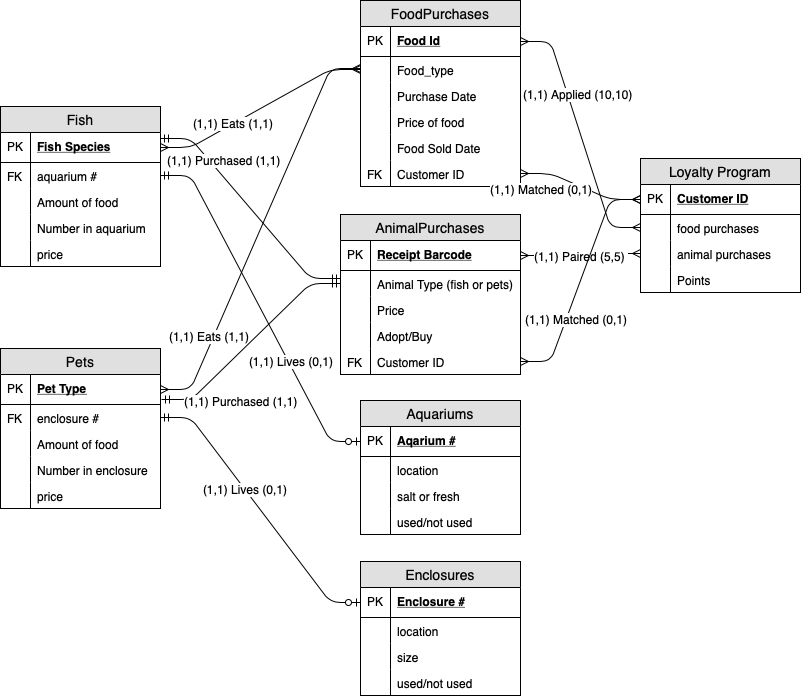 FoodPurchases
PK Food Id
Food_type
Purchase Date
Price of food
Food Sold Date
FK Customer ID
Fish
PK Fish Species
FK aquarium #
Amount of food
Number in aquarium
price
(1,1) Eats (1,1)
(1,1) Purchased (1,1)
(1,1) Applied (10,10)
(1,1) Matched (0,1)
Loyalty Program
PK Customer ID
food purchases
animal purchases
Points
AnimalPurchases
PK Receipt Barcode
Animal Type (fish or pets)
Price
Adopt/Buy
FK Customer ID
(1,1) Paired (5,5)
(1,1) Matched (0,1)
(1,1) Eats (1,1)
(1,1) Lives (0,1)
Pets
PK Pet Type
FK enclosure #
Amount of food
Number in enclosure
price
(1,1) Purchased (1,1)
(1,1) Lives (0,1)
Aquariums
PK Aqarium #
location
salt or fresh
used/not used
Enclosures
PK Enclosure #
location
size
used/not used